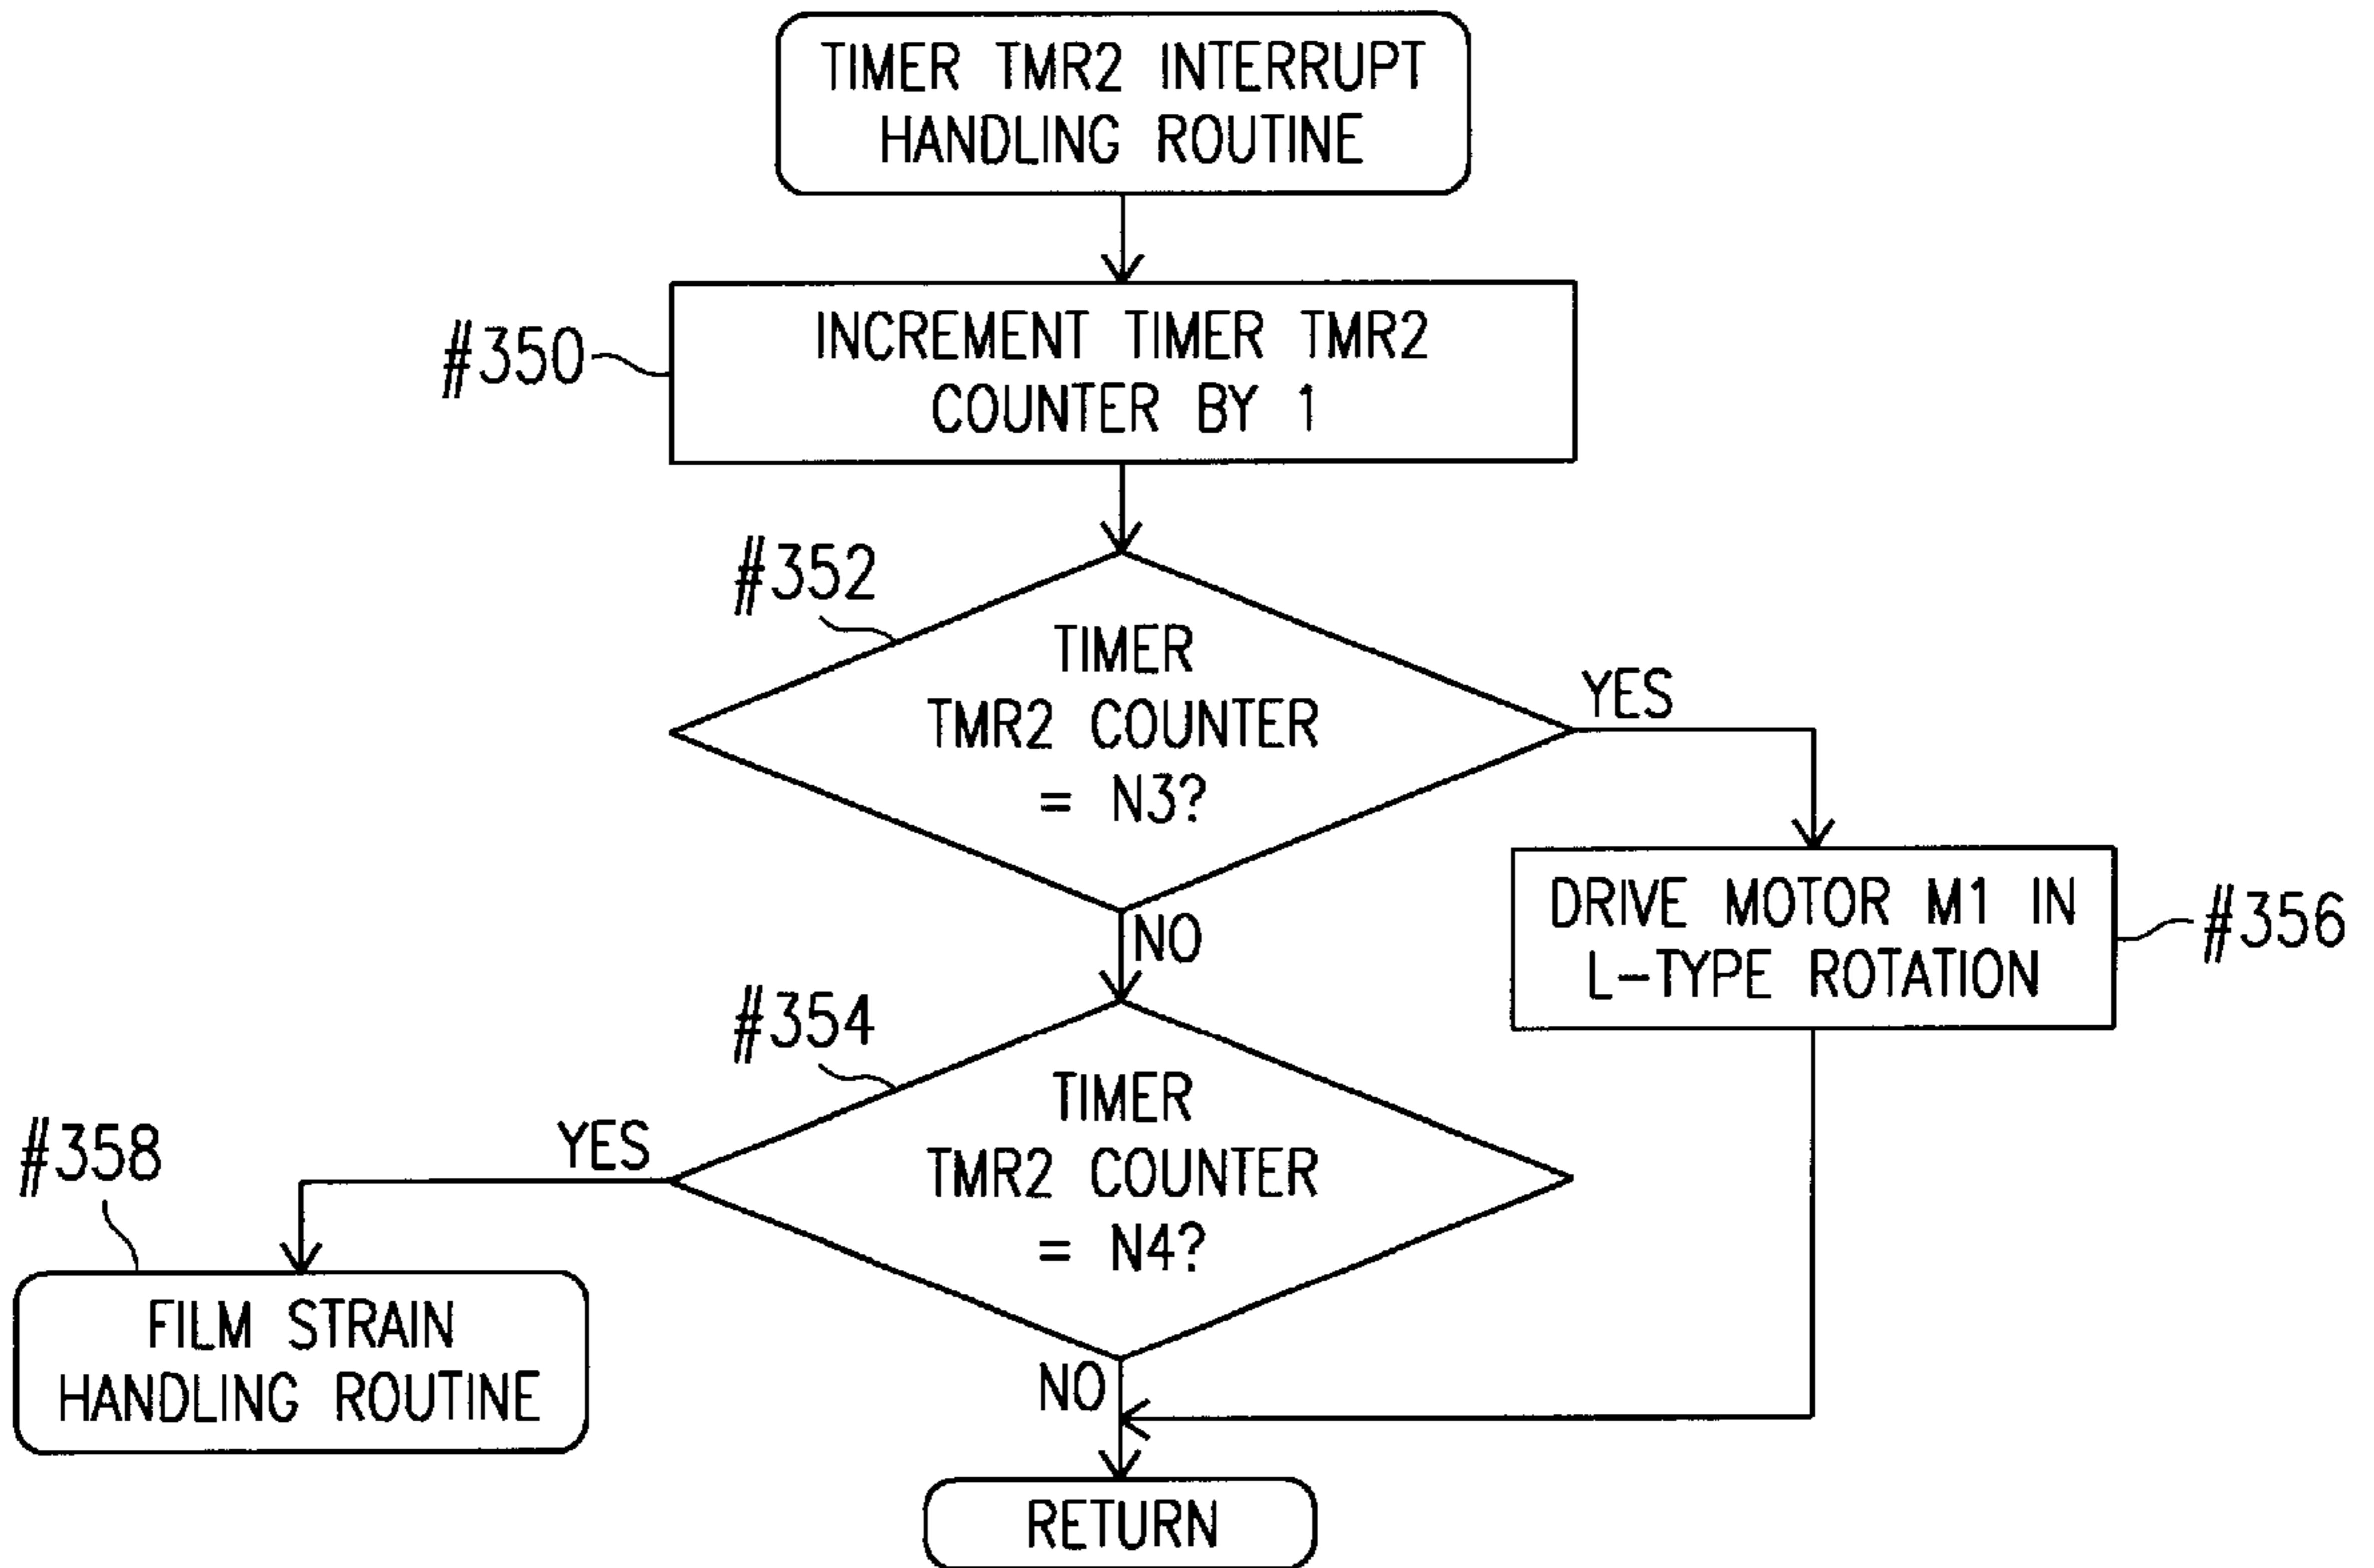 TIMER TMR2 INTERRUPT
HANDLING ROUTINE
#350
INCREMENT TIMER TMR2
COUNTER BY 1
#352
TIMER
TMR2 COUNTER
= N3?
YES
NO
DRIVE MOTOR M1 IN
L-TYPE ROTATION
#356
#354
TIMER
TMR2 COUNTER
= N4?
YES
#358
FILM STRAIN
HANDLING ROUTINE
NO
RETURN